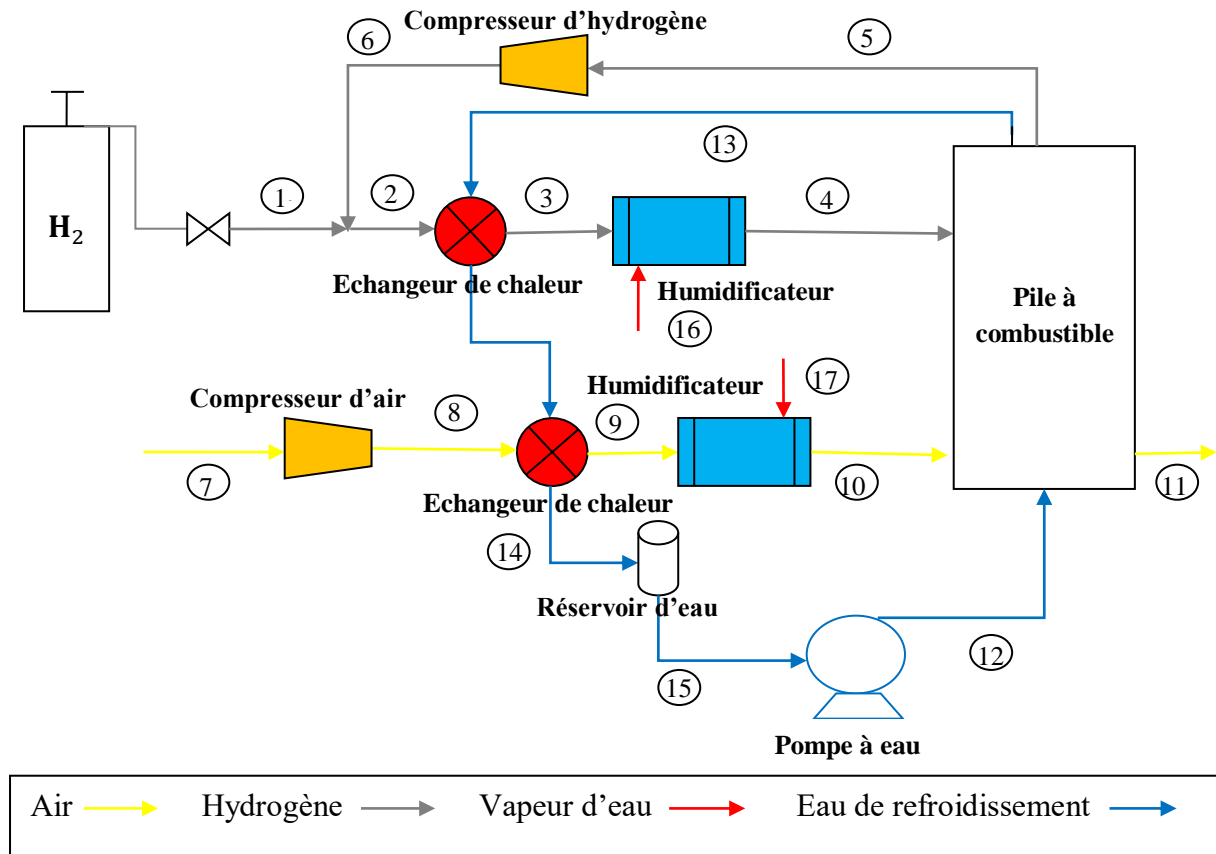 Compresseur d’hydrogène
6
5
13
1
2
3
4
H₂
Echangeur de chaleur
Humidificateur
16
Pile à
combustible
Humidificateur
17
Compresseur d’air
8
9
7
10
11
Echangeur de chaleur
14
Réservoir d’eau
12
15
Pompe à eau
Air Hydrogène Vapeur d’eau Eau de refroidissement